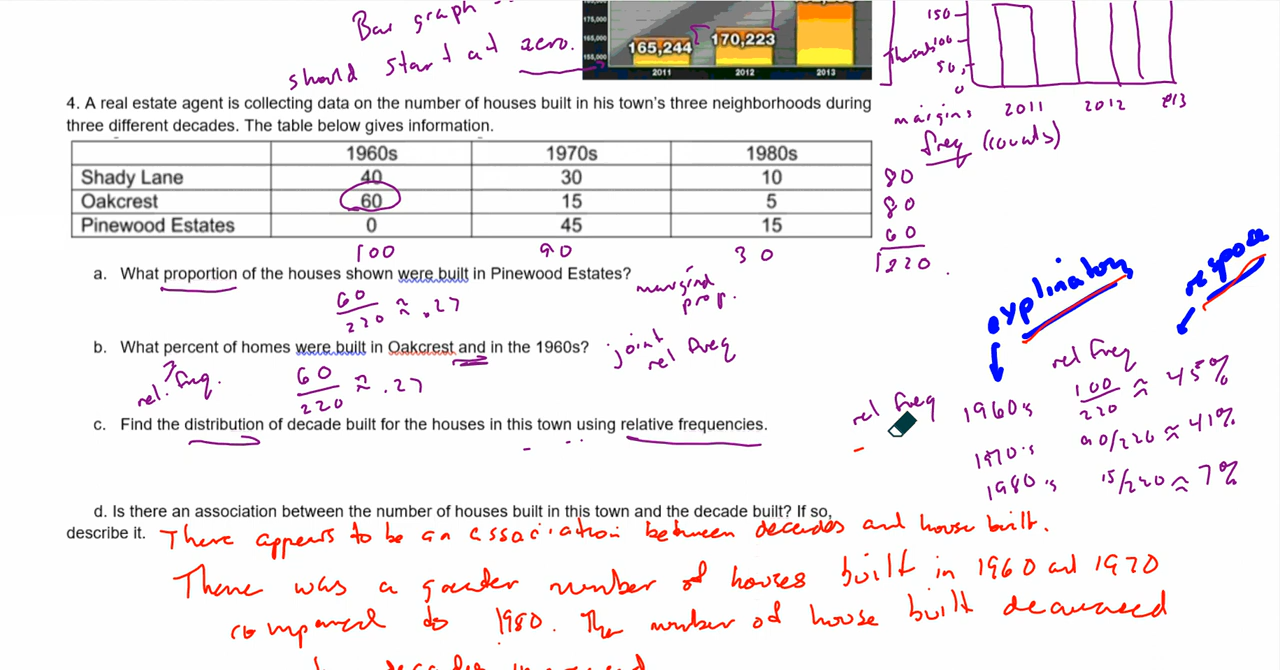 Bar graph
should start at zero.
175,000
165,000
155,000
165,244
170,223
2011 2012 2013
150
100
50
0
Thousands
2011 2012 2013
4. A real estate agent is collecting data on the number of houses built in his town's three neighborhoods during
three different decades. The table below gives information.
margins
freq (counts)
1960s 1970s 1980s
Shady Lane 40 30 10 80
Oakcrest 60 15 5 80
Pinewood Estates 0 45 15 60
100 90 30 220
a. What proportion of the houses shown were built in Pinewood Estates?
60/220 ≈ .27
marginal
prop.
explinatory
respose
b. What percent of homes were built in Oakcrest and in the 1960s?
joint
rel freq
rel. freq.
60/220 ≈ .27
rel freq
rel freq
1960's 100/220 ≈ 45%
1970's 90/220 ≈ 41%
1980's 15/220 ≈ 7%
c. Find the distribution of decade built for the houses in this town using relative frequencies.
d. Is there an association between the number of houses built in this town and the decade built? If so,
describe it. There appears to be an association between decades and house built.
There was a greader number of houses built in 1960 and 1970
compared to 1980. The number of house built decreased